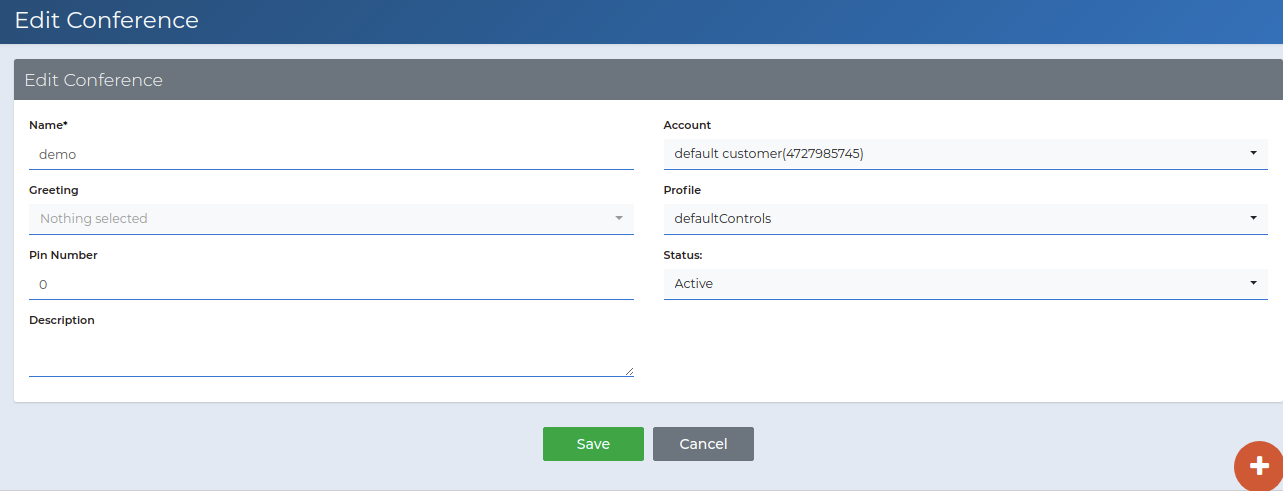 Edit Conference
Edit Conference
Name*
demo
Account
default customer(4727985745)
Greeting
Nothing selected
Profile
defaultControls
Pin Number
0
Status:
Active
Description
Save
Cancel